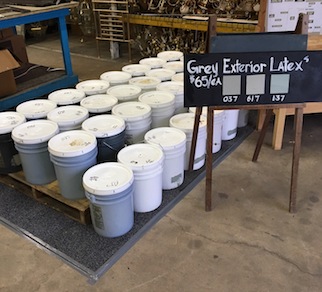 Grey Exterior Latex's
$65/EA
037 617 137